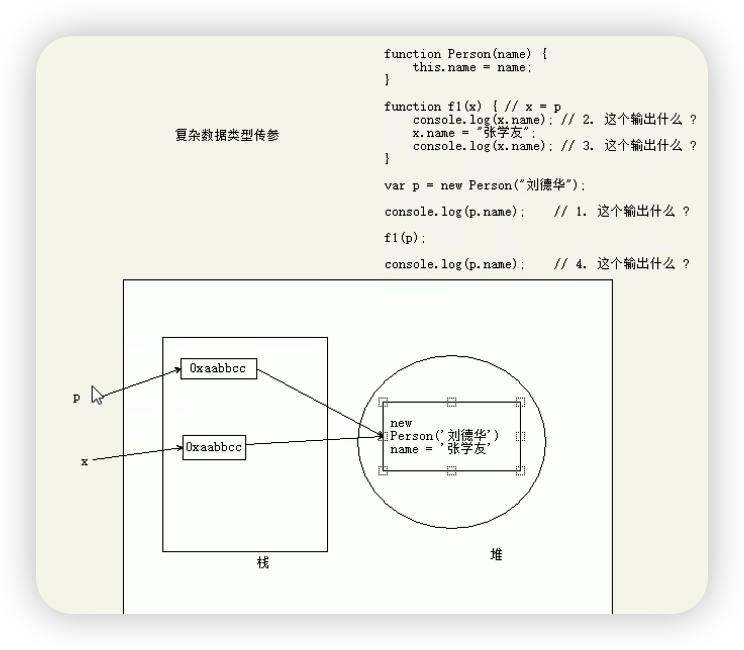 function Person(name) {
this.name = name;
}
function f1(x) { // x = p
console.log(x.name); // 2. 这个输出什么 ?
x.name = "张学友";
console.log(x.name); // 3. 这个输出什么 ?
}
复杂数据类型传参
var p = new Person("刘德华");
console.log(p.name); // 1. 这个输出什么 ?
f1(p);
console.log(p.name); // 4. 这个输出什么 ?
0xaabbcc
p
new
Person('刘德华')
name = '张学友'
0xaabbcc
x
栈
堆